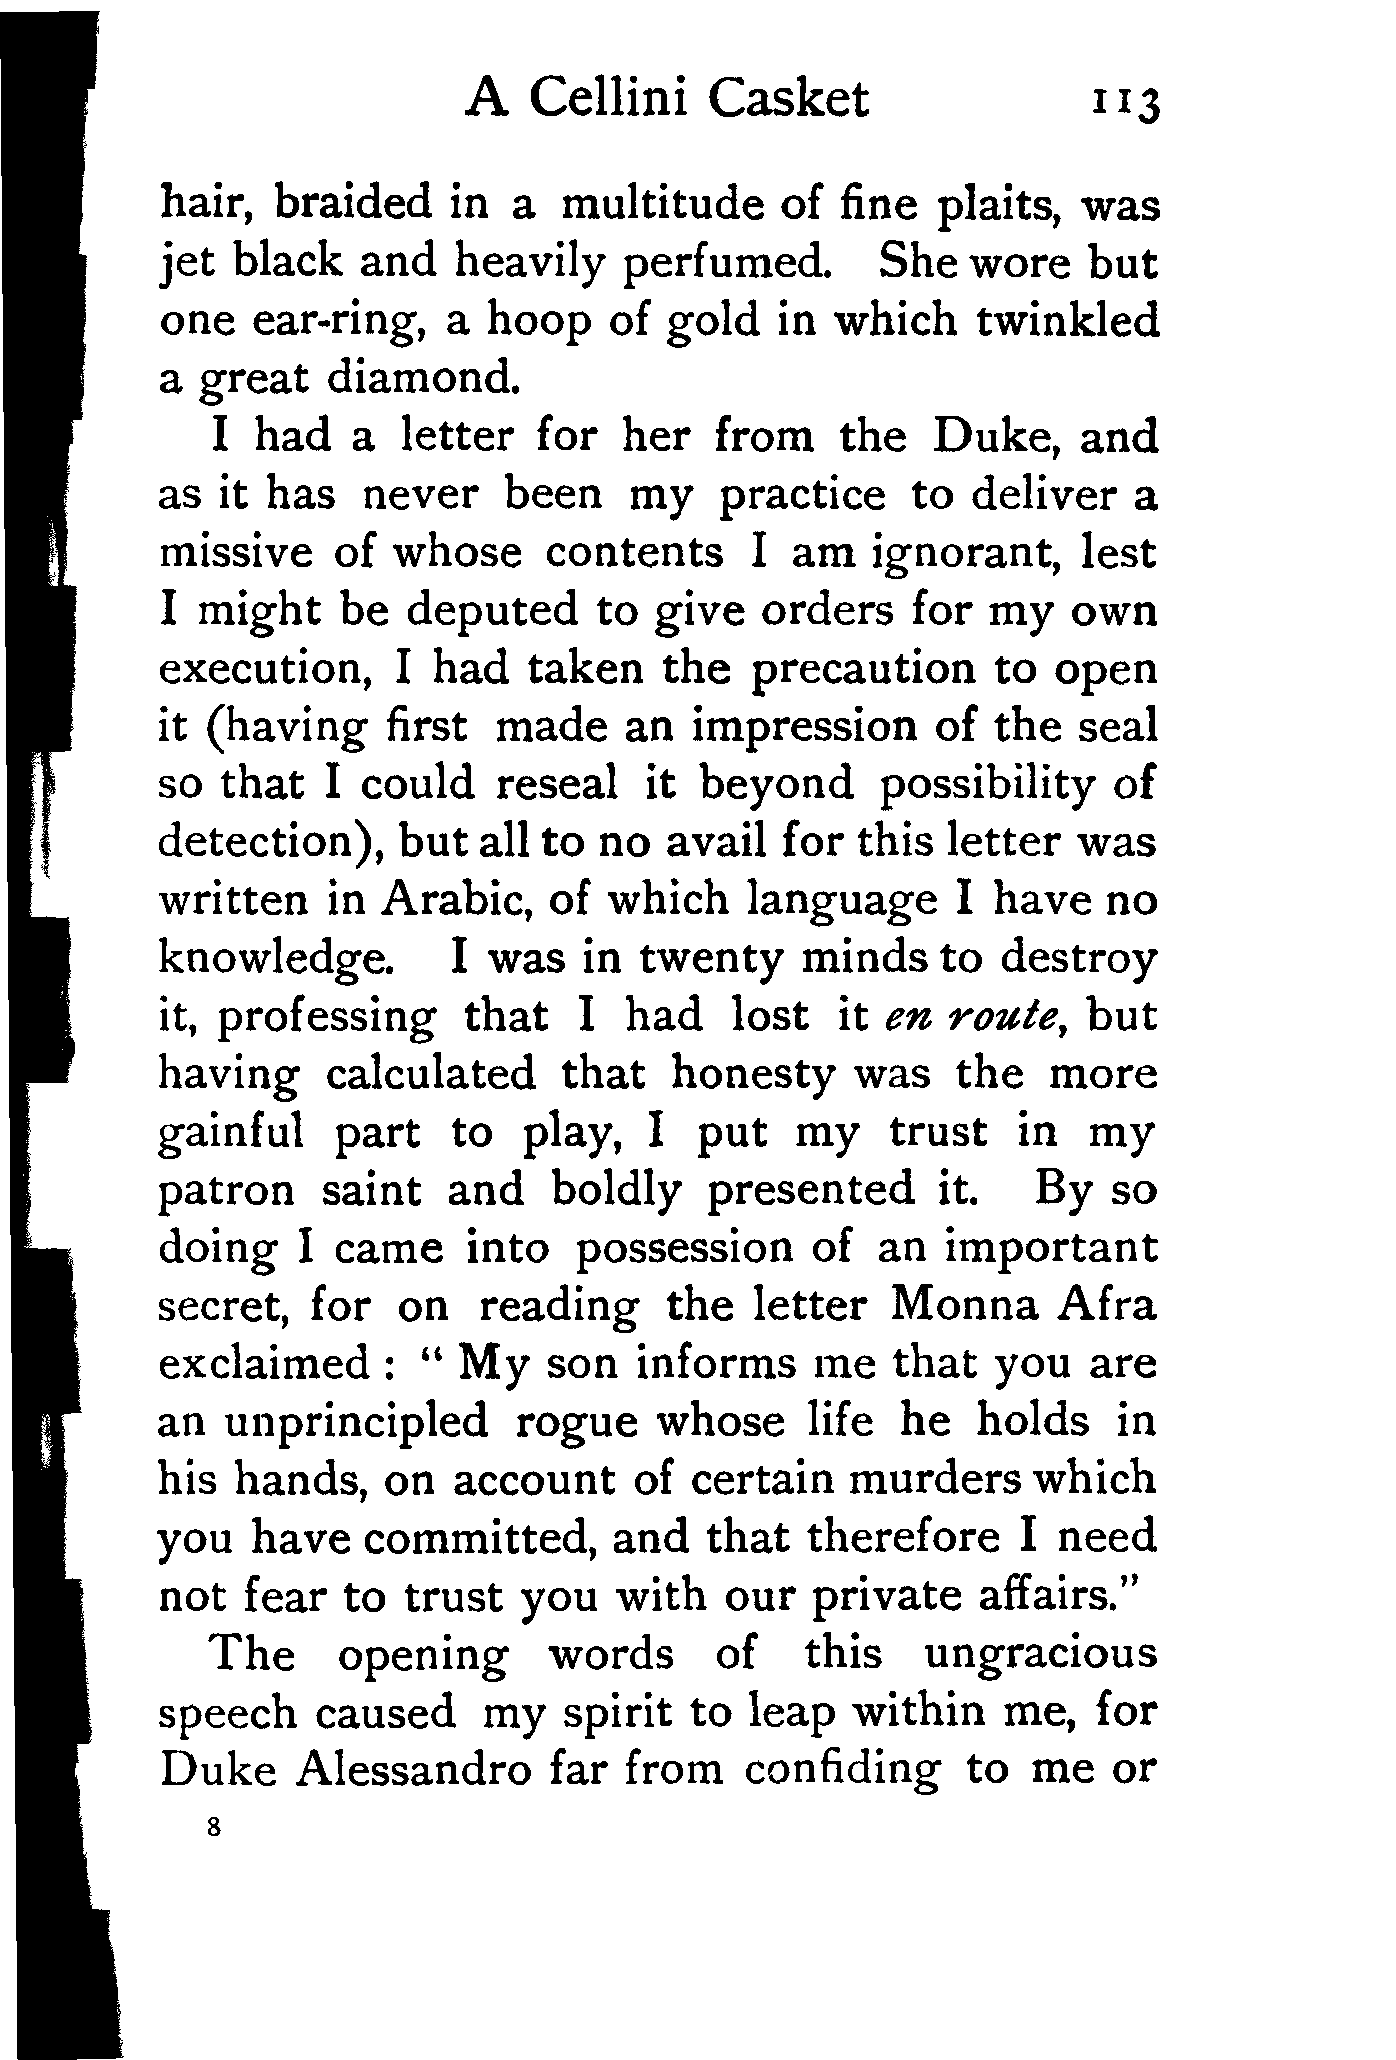 A Cellini Casket 113
hair, braided in a multitude of fine plaits, was
jet black and heavily perfumed. She wore but
one ear-ring, a hoop of gold in which twinkled
a great diamond.
I had a letter for her from the Duke, and
as it has never been my practice to deliver a
missive of whose contents I am ignorant, lest
I might be deputed to give orders for my own
execution, I had taken the precaution to open
it (having first made an impression of the seal
so that I could reseal it beyond possibility of
detection), but all to no avail for this letter was
written in Arabic, of which language I have no
knowledge. I was in twenty minds to destroy
it, professing that I had lost it en route, but
having calculated that honesty was the more
gainful part to play, I put my trust in my
patron saint and boldly presented it. By so
doing I came into possession of an important
secret, for on reading the letter Monna Afra
exclaimed : “ My son informs me that you are
an unprincipled rogue whose life he holds in
his hands, on account of certain murders which
you have committed, and that therefore I need
not fear to trust you with our private affairs.”
The opening words of this ungracious
speech caused my spirit to leap within me, for
Duke Alessandro far from confiding to me or
8